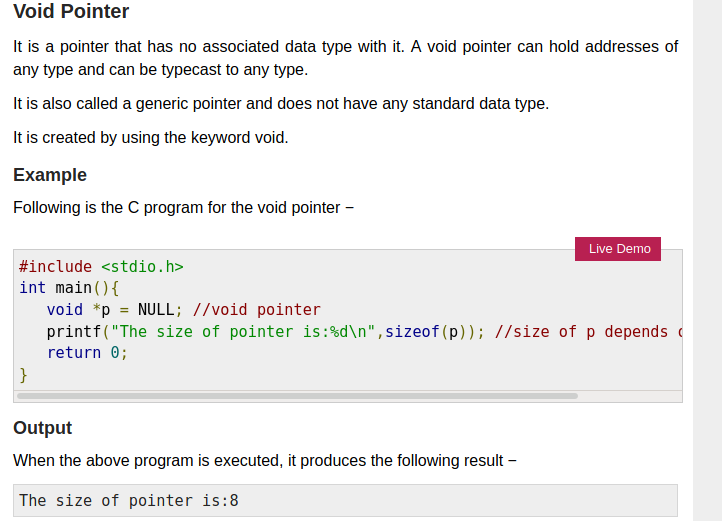 Void Pointer
It is a pointer that has no associated data type with it. A void pointer can hold addresses of
any type and can be typecast to any type.
It is also called a generic pointer and does not have any standard data type.
It is created by using the keyword void.
Example
Following is the C program for the void pointer −
Live Demo
#include <stdio.h>
int main(){
   void *p = NULL; //void pointer
   printf("The size of pointer is:%d\n",sizeof(p)); //size of p depends
   return 0;
}
Output
When the above program is executed, it produces the following result −
The size of pointer is:8